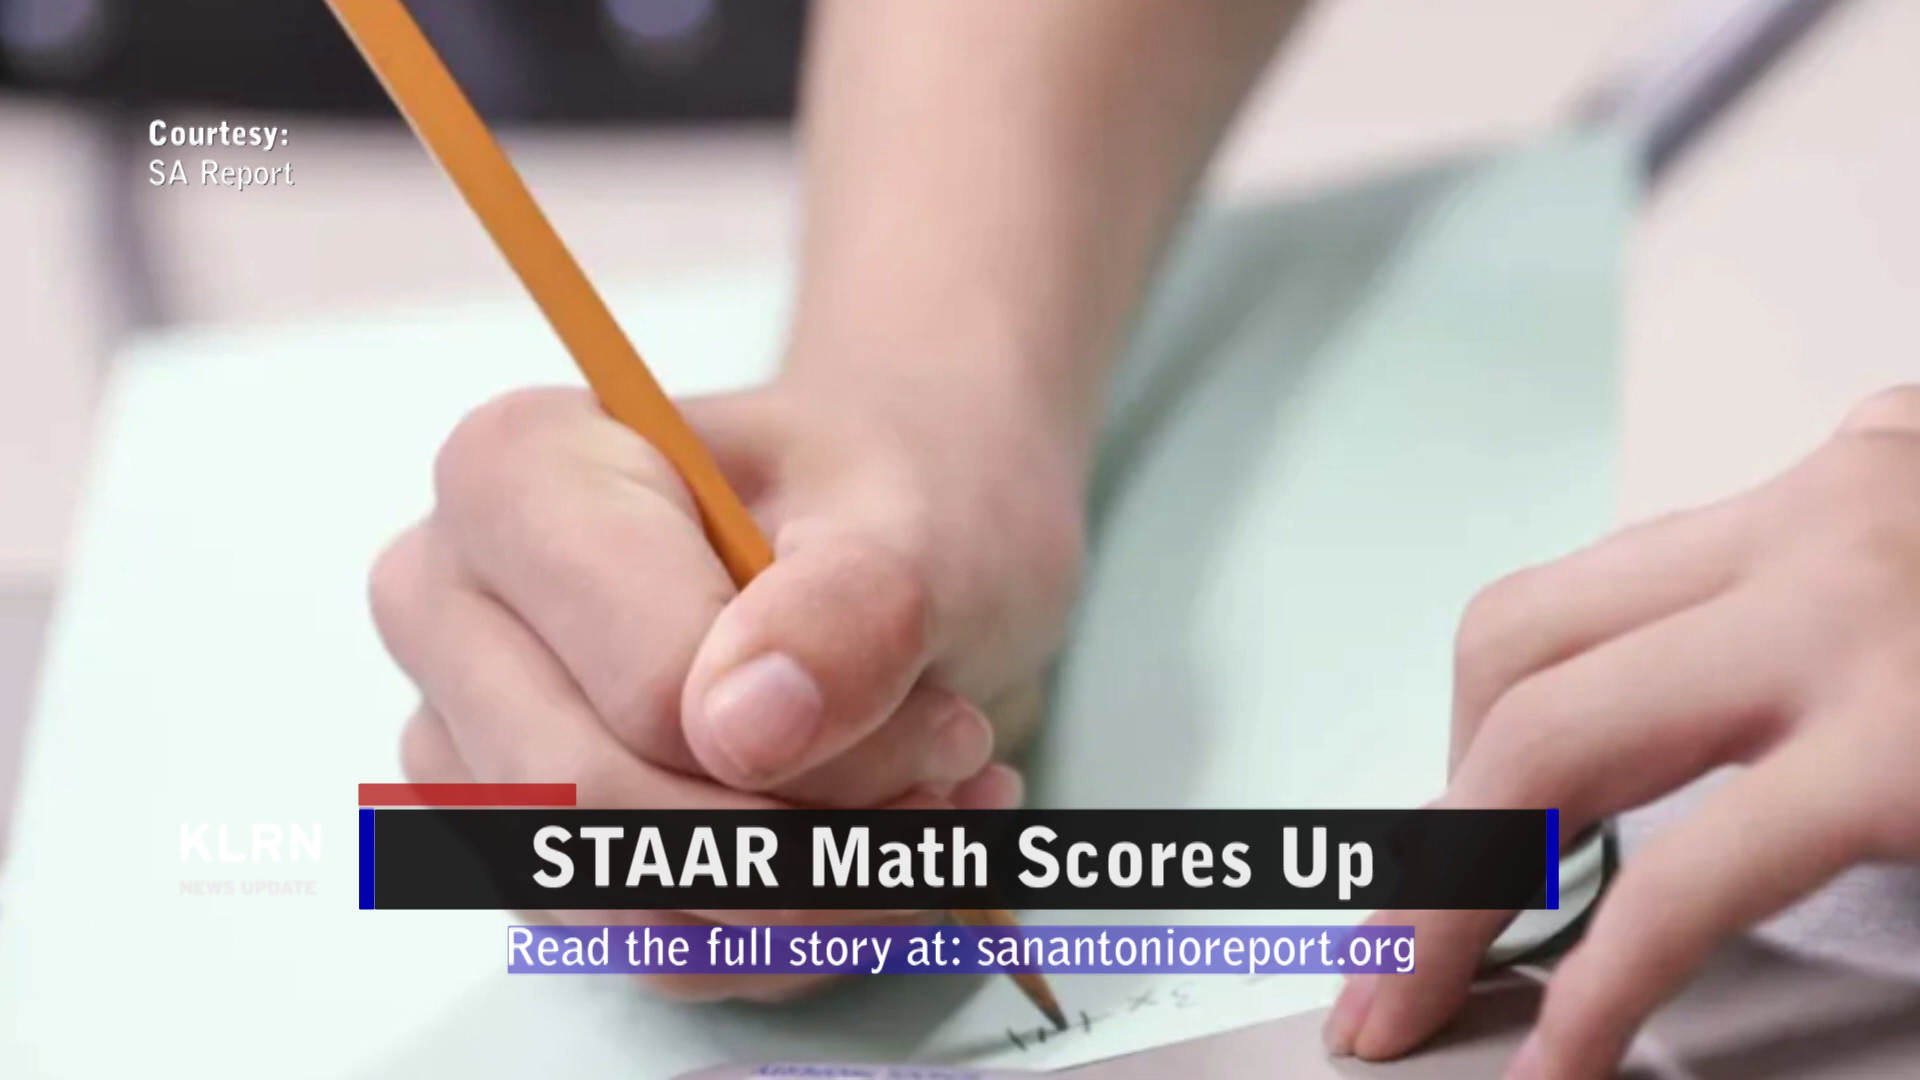 Courtesy:
SA Report
KLRN
NEWS UPDATE
STAAR Math Scores Up
Read the full story at: sanantonioreport.org